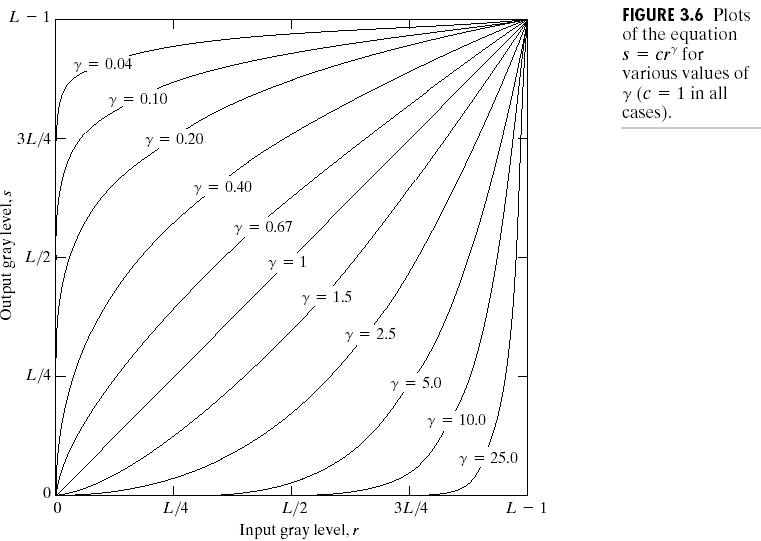 L − 1
γ = 0.04
γ = 0.10
3L/4
γ = 0.20
γ = 0.40
γ = 0.67
L/2
γ = 1
γ = 1.5
γ = 2.5
L/4
γ = 5.0
γ = 10.0
γ = 25.0
0
0
L/4
L/2
3L/4
L − 1
Input gray level, r
Output gray level, s
FIGURE 3.6 Plots
of the equation
s = crᵞ for
various values of
γ (c = 1 in all
cases).